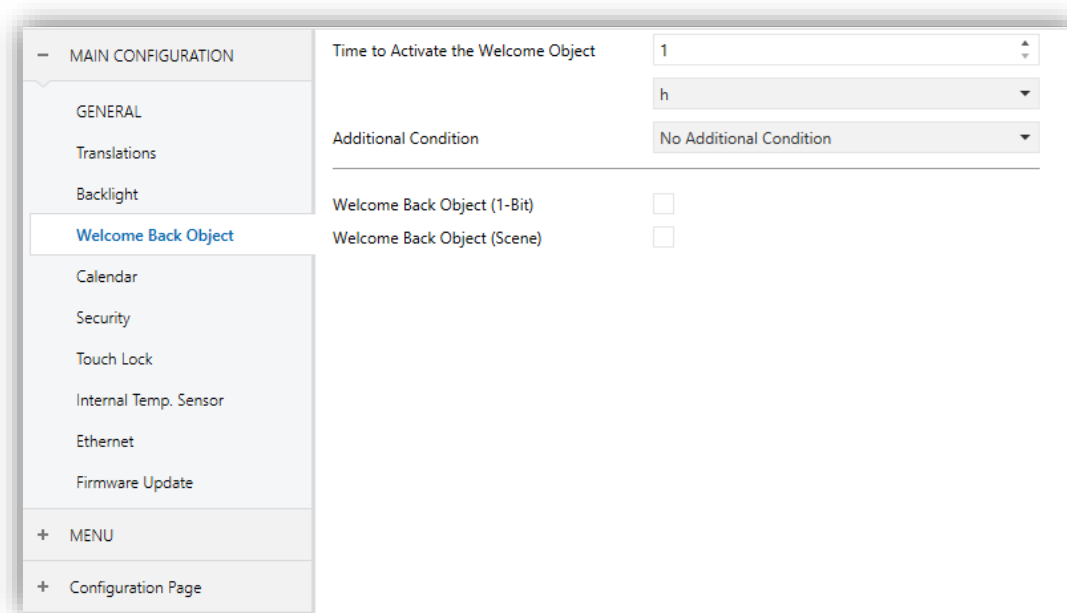 MAIN CONFIGURATION
GENERAL
Translations
Backlight
Welcome Back Object
Calendar
Security
Touch Lock
Internal Temp. Sensor
Ethernet
Firmware Update
MENU
Configuration Page
Time to Activate the Welcome Object
1
h
Additional Condition
No Additional Condition
Welcome Back Object (1-Bit)
Welcome Back Object (Scene)